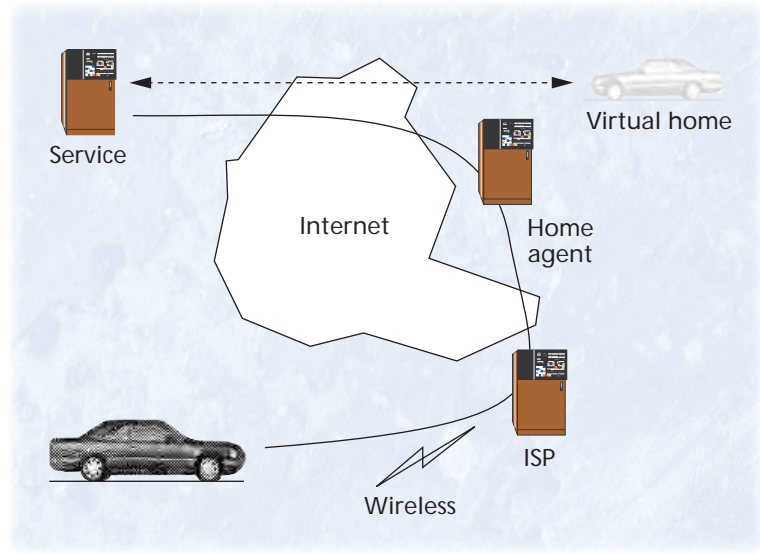 Service
Virtual home
Internet
Home
agent
ISP
Wireless